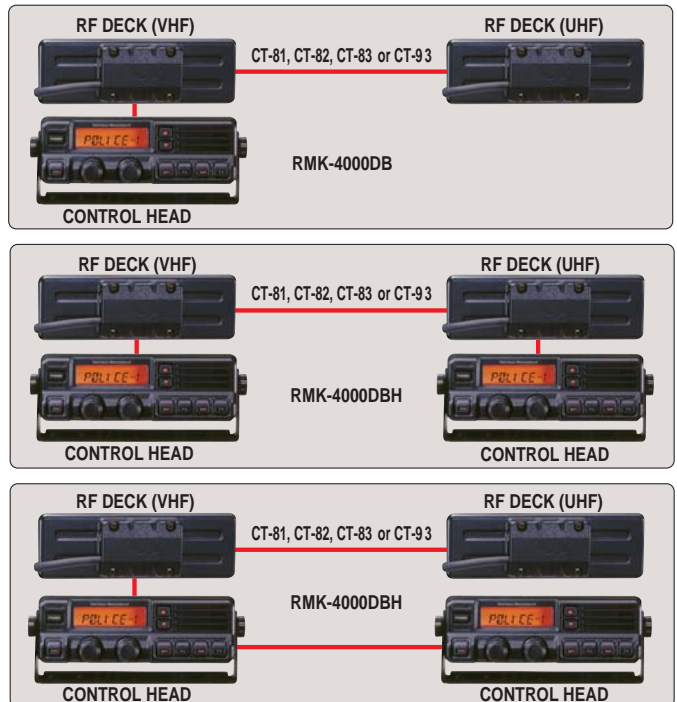 RF DECK (VHF) RF DECK (UHF)
CT-81, CT-82, CT-83 or CT-93
POLICE-1
RMK-4000DB
CONTROL HEAD
RF DECK (VHF) RF DECK (UHF)
CT-81, CT-82, CT-83 or CT-93
POLICE-1 POLICE-1
RMK-4000DBH
CONTROL HEAD CONTROL HEAD
RF DECK (VHF) RF DECK (UHF)
CT-81, CT-82, CT-83 or CT-93
RMK-4000DBH
POLICE-1 POLICE-1
CONTROL HEAD CONTROL HEAD